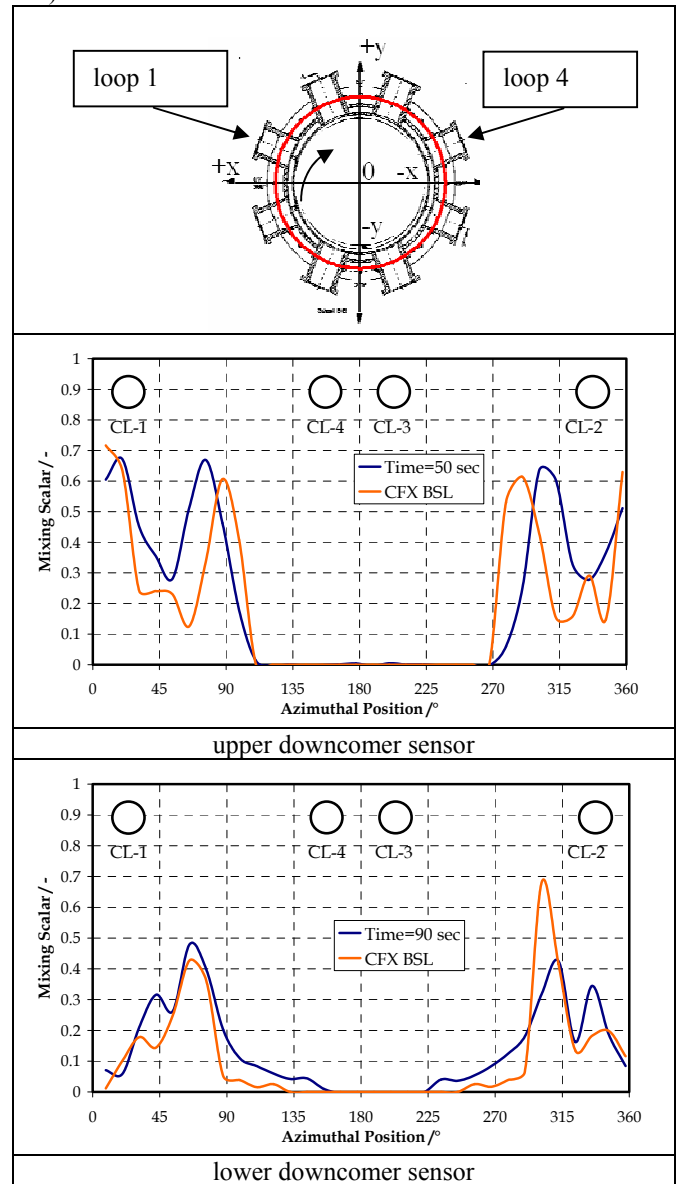 +y
loop 1
loop 4
+x
0
-x
-y
1
0.9
0.8
0.7
0.6
0.5
0.4
0.3
0.2
0.1
0
Mixing Scalar / -
CL-1
CL-4
CL-3
CL-2
Time=50 sec
CFX BSL
0 45 90 135 180 225 270 315 360
Azimuthal Position /°
upper downcomer sensor
1
0.9
0.8
0.7
0.6
0.5
0.4
0.3
0.2
0.1
0
Mixing Scalar / -
CL-1
CL-4
CL-3
CL-2
Time=90 sec
CFX BSL
0 45 90 135 180 225 270 315 360
Azimuthal Position /°
lower downcomer sensor